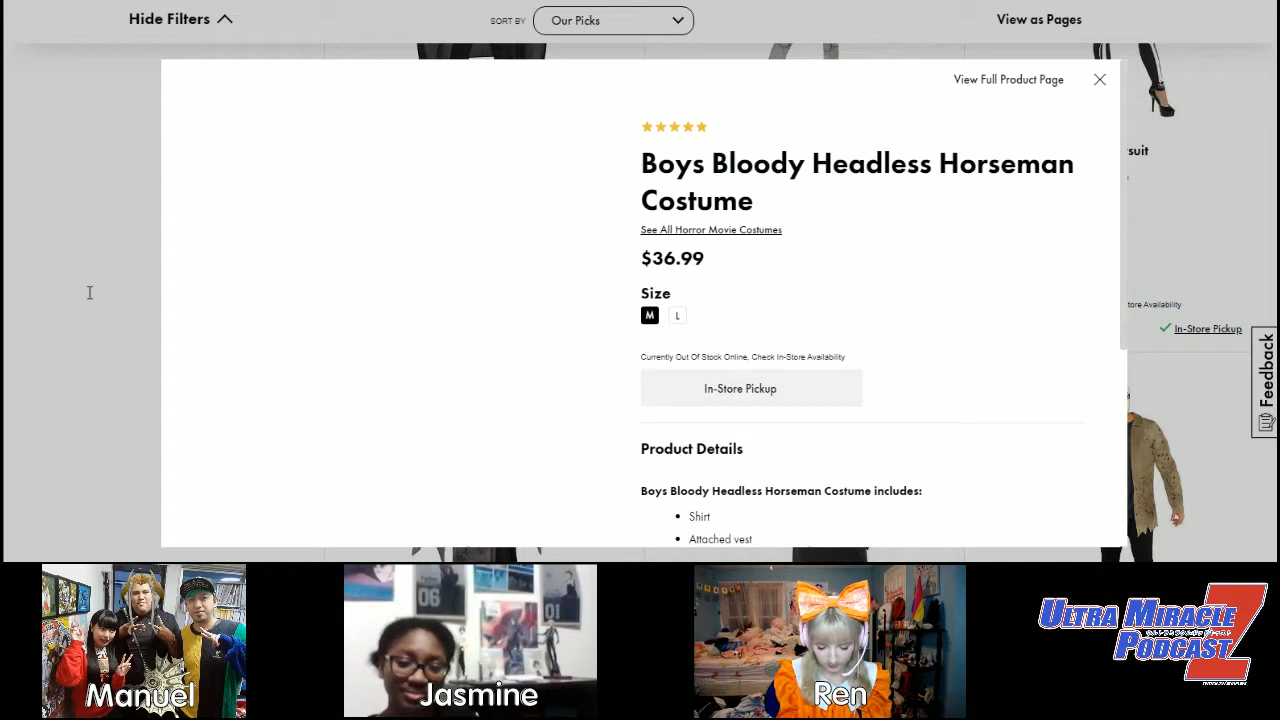 Hide Filters
SORT BY
Our Picks
View as Pages
View Full Product Page
Boys Bloody Headless Horseman
Costume
See All Horror Movie Costumes
$36.99
Size
M
L
Currently Out Of Stock Online, Check In-Store Availability
In-Store Pickup
Product Details
Boys Bloody Headless Horseman Costume includes:
• Shirt
• Attached vest
suit
tore Availability
In-Store Pickup
Feedback
06
01
Manuel
Jasmine
Ren
ULTRA MIRACLE
PODCAST
Z